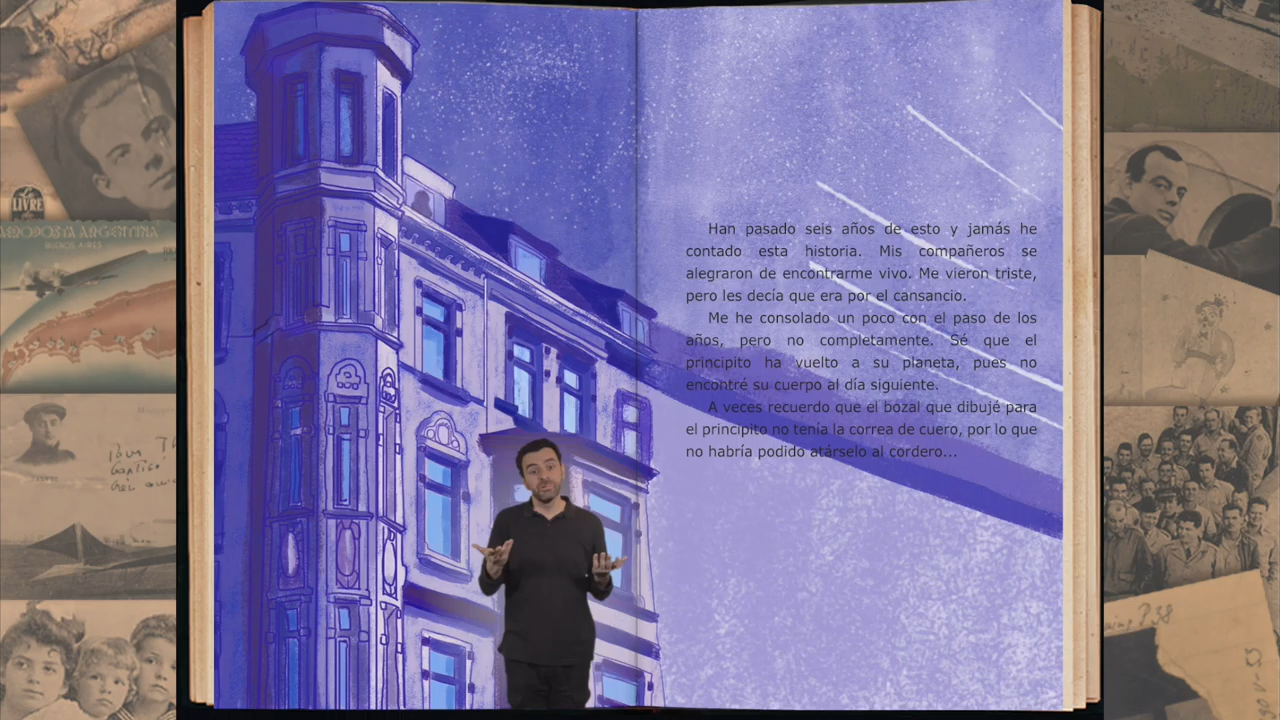 LIVRE
AEROPOSTA ARGENTINA
BUENOS AIRES
Han pasado seis años de esto y jamás he
contado esta historia. Mis compañeros se
alegraron de encontrarme vivo. Me vieron triste,
pero les decía que era por el cansancio.
Me he consolado un poco con el paso de los
años, pero no completamente. Sé que el
principito ha vuelto a su planeta, pues no
encontré su cuerpo al día siguiente.
A veces recuerdo que el bozal que dibujé para
el principito no tenía la correa de cuero, por lo que
no habría podido atárselo al cordero...